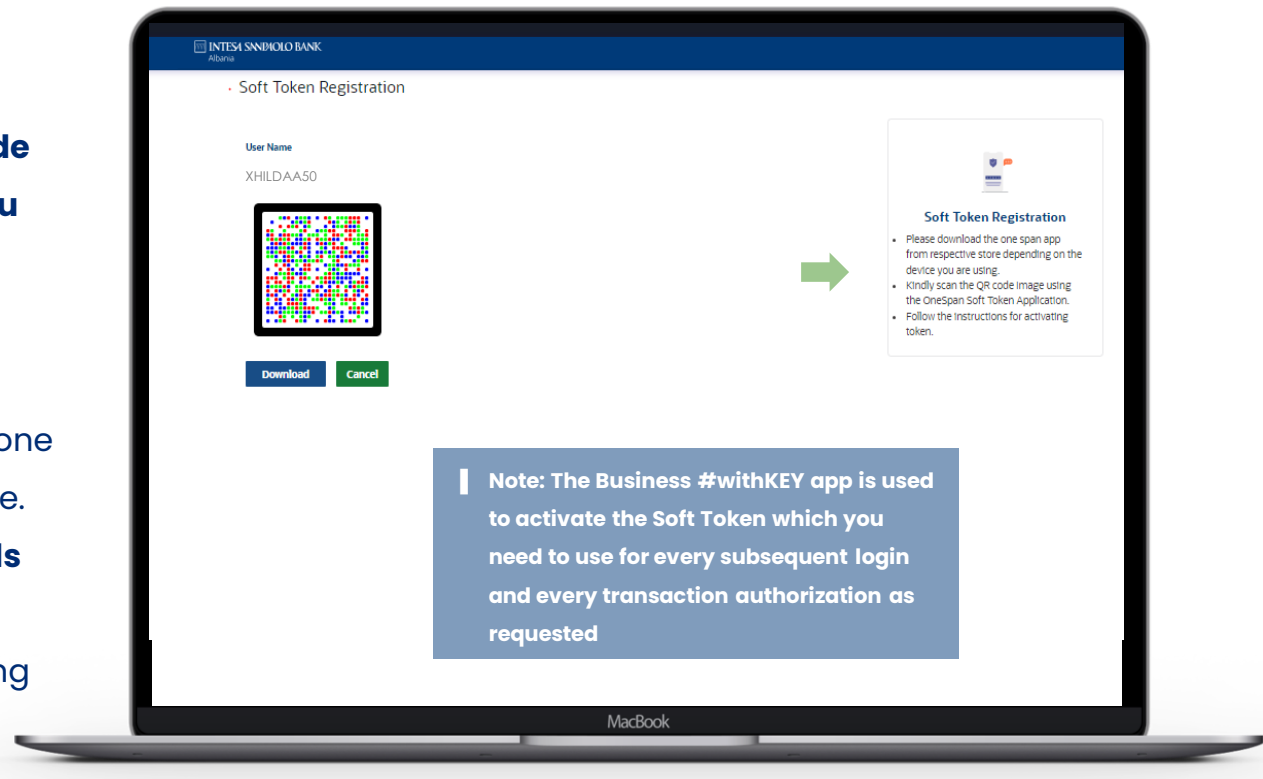 de
u
one
e.
ls
ng
INTESA SANPAOLO BANK
Albania
Soft Token Registration
User Name
XHILDAA50
Download
Cancel
Soft Token Registration
• Please download the one span app
from respective store depending on the
device you are using.
• Kindly scan the QR code image using
the OneSpan Soft Token Application.
• Follow the instructions for activating
token.
Note: The Business #withKEY app is used
to activate the Soft Token which you
need to use for every subsequent login
and every transaction authorization as
requested
MacBook